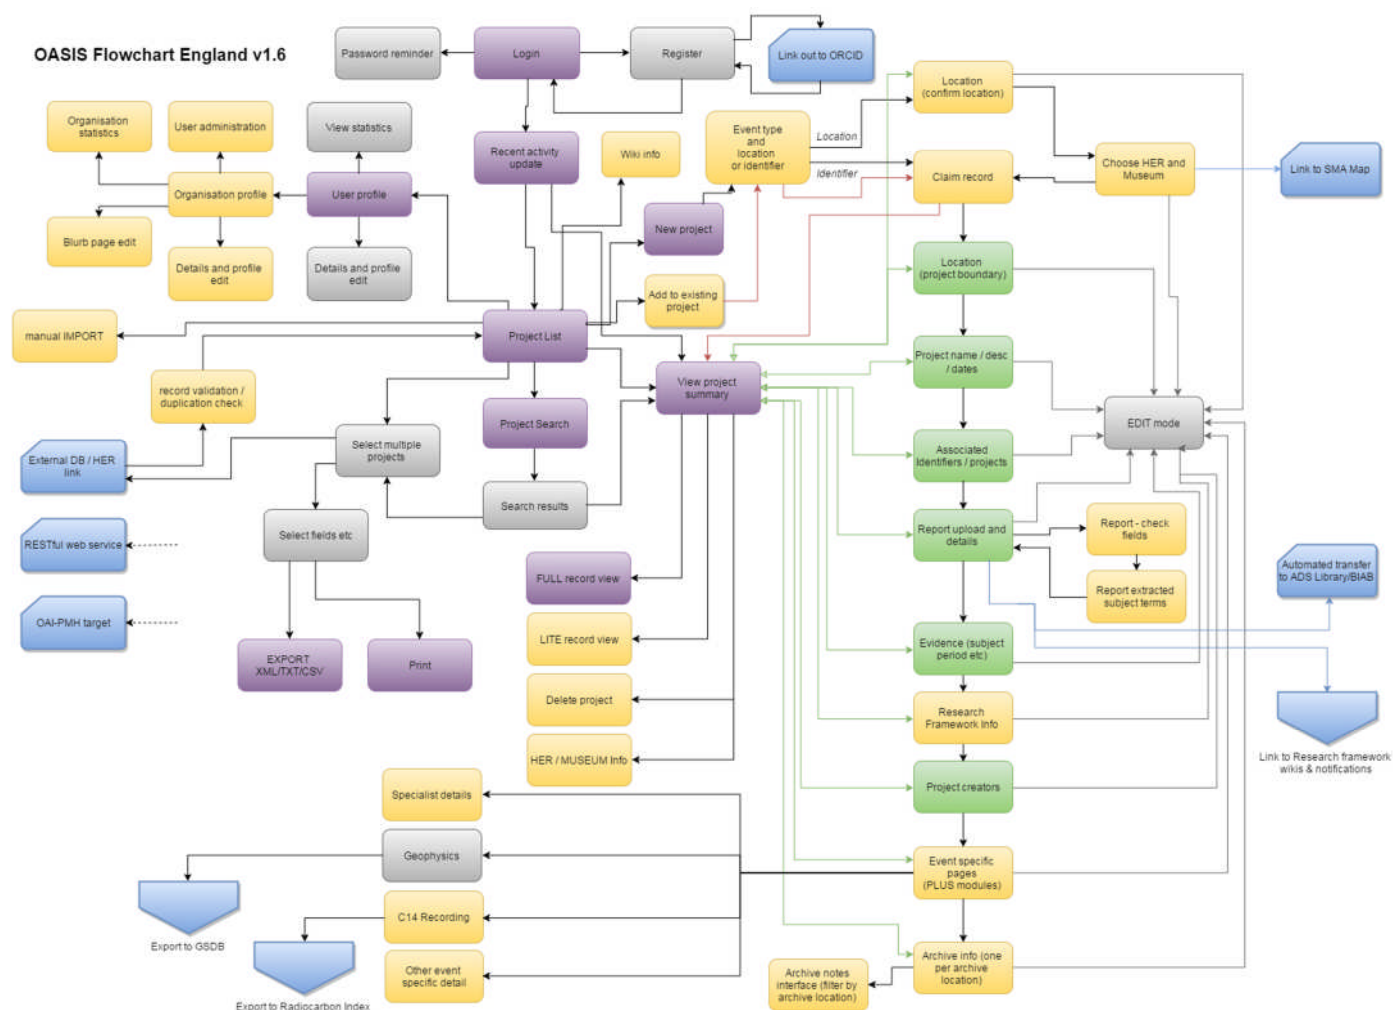 OASIS Flowchart England v1.6
Password reminder
Login
Register
Link out to ORCID
Location
(confirm location)
Organisation
statistics
User administration
View statistics
Recent activity
update
Wiki info
Event type
and
location
or identifier
Location
Identifier
Claim record
Choose HER and
Museum
Link to SMA Map
Organisation profile
User profile
New project
Blurb page edit
Details and profile
edit
Details and profile
edit
Location
(project boundary)
Add to existing
project
manual IMPORT
Project List
Project name / desc
/ dates
View project
summary
record validation /
duplication check
Project Search
EDIT mode
External DB / HER
link
Select multiple
projects
Associated
Identifiers / projects
Search results
RESTful web service
Select fields etc
Report upload and
details
Report - check
fields
Automated transfer
to ADS Library/BIAB
FULL record view
Report extracted
subject terms
OAI-PMH target
LITE record view
Evidence (subject
period etc)
EXPORT
XML/TXT/CSV
Print
Delete project
Research
Framework Info
HER / MUSEUM Info
Link to Research framework
wikis & notifications
Specialist details
Project creators
Geophysics
Event specific
pages
(PLUS modules)
Export to GSDB
C14 Recording
Other event
specific detail
Archive notes
interface (filter by
archive location)
Archive info (one
per archive
location)
Export to Radiocarbon Index